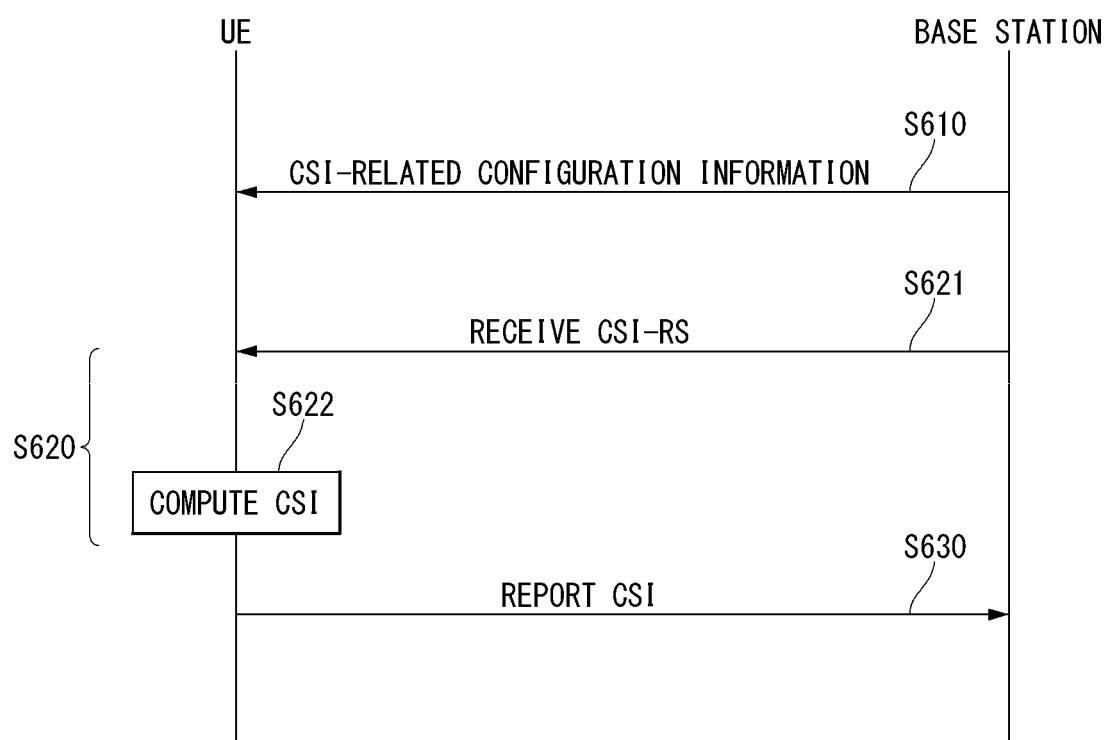 UE
BASE STATION
S610
CSI-RELATED CONFIGURATION INFORMATION
S621
RECEIVE CSI-RS
S622
S620
COMPUTE CSI
S630
REPORT CSI